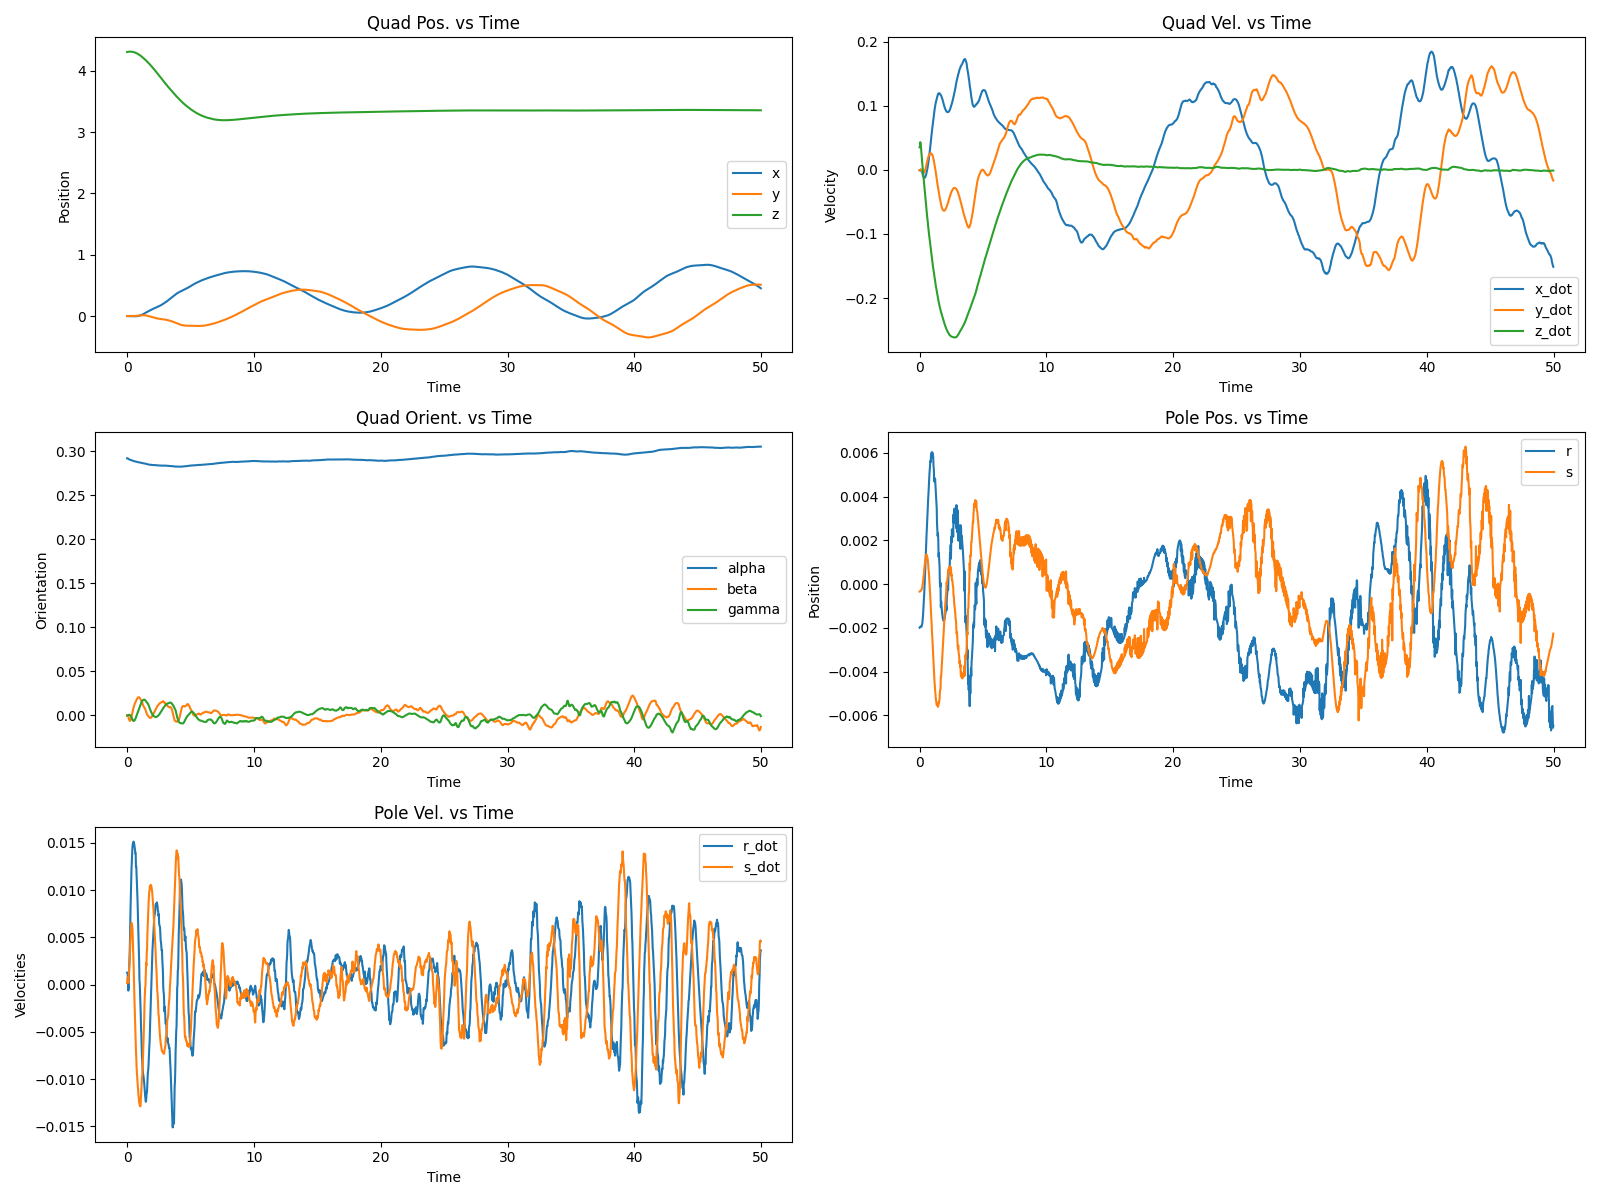 Quad Pos. vs Time
Position
4
3
2
1
0
x
y
z
0 10 20 30 40 50
Time
Quad Vel. vs Time
Velocity
0.2
0.1
0.0
−0.1
−0.2
x_dot
y_dot
z_dot
0 10 20 30 40 50
Time
Quad Orient. vs Time
Orientation
0.30
0.25
0.20
0.15
0.10
0.05
0.00
alpha
beta
gamma
0 10 20 30 40 50
Time
Pole Pos. vs Time
Position
0.006
0.004
0.002
0.000
−0.002
−0.004
−0.006
r
s
0 10 20 30 40 50
Time
Pole Vel. vs Time
Velocities
0.015
0.010
0.005
0.000
−0.005
−0.010
−0.015
r_dot
s_dot
0 10 20 30 40 50
Time